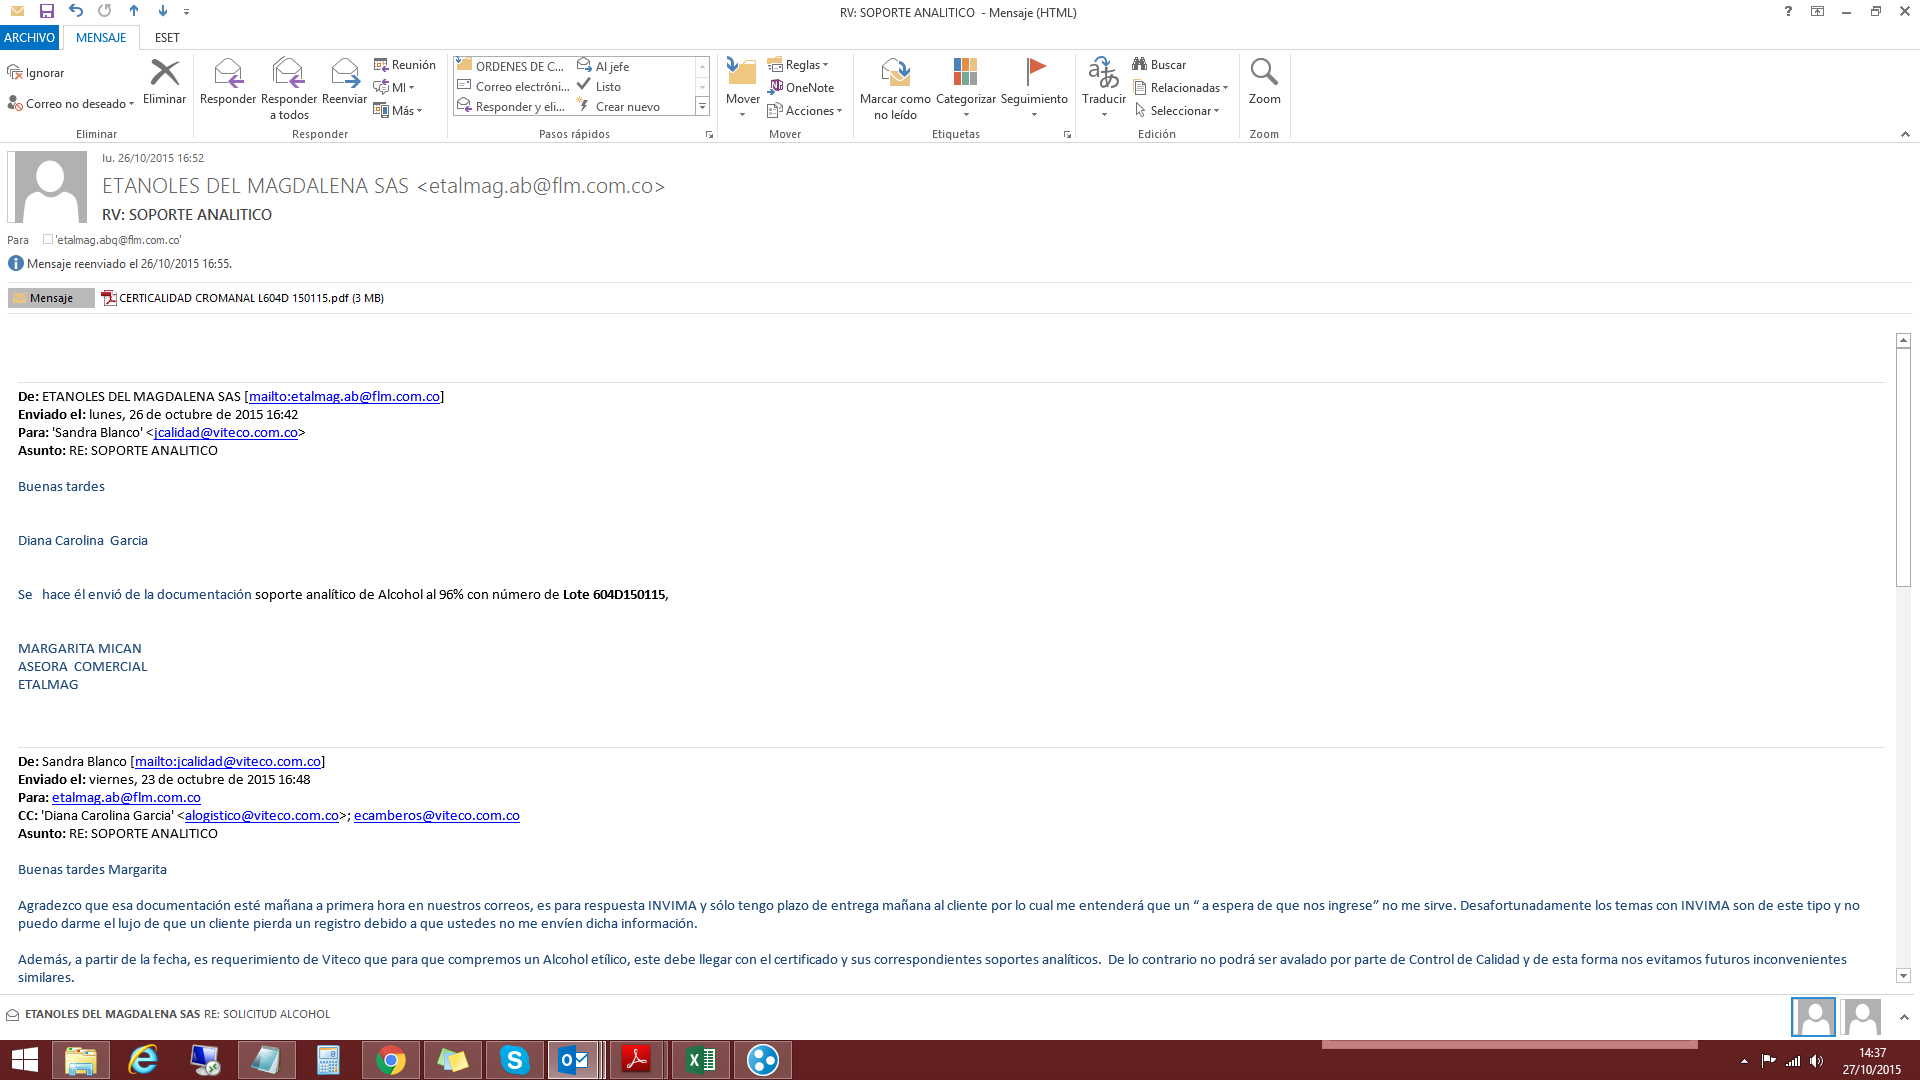 RV: SOPORTE ANALITICO - Mensaje (HTML)
ARCHIVO MENSAJE ESET
Ignorar
Correo no deseado
Eliminar
Eliminar
Responder
Responder a todos
Reenviar
Reunión
MI
Más
Responder
ORDENES DE C...
Correo electróni...
Responder y eli...
Al jefe
Listo
Crear nuevo
Pasos rápidos
Mover
Reglas
OneNote
Acciones
Mover
Marcar como no leído
Categorizar
Seguimiento
Etiquetas
Traducir
Buscar
Relacionadas
Seleccionar
Edición
Zoom
Zoom
lu. 26/10/2015 16:52
ETANOLES DEL MAGDALENA SAS <etalmag.ab@flm.com.co>
RV: SOPORTE ANALITICO
Para 'etalmag.abq@flm.com.co'
Mensaje reenviado el 26/10/2015 16:55.
Mensaje CERTICALIDAD CROMANAL L604D 150115.pdf (3 MB)
De: ETANOLES DEL MAGDALENA SAS [mailto:etalmag.ab@flm.com.co]
Enviado el: lunes, 26 de octubre de 2015 16:42
Para: 'Sandra Blanco' <jcalidad@viteco.com.co>
Asunto: RE: SOPORTE ANALITICO
Buenas tardes
Diana Carolina Garcia
Se hace él envió de la documentación soporte analítico de Alcohol al 96% con número de Lote 604D150115,
MARGARITA MICAN
ASEORA COMERCIAL
ETALMAG
De: Sandra Blanco [mailto:jcalidad@viteco.com.co]
Enviado el: viernes, 23 de octubre de 2015 16:48
Para: etalmag.ab@flm.com.co
CC: 'Diana Carolina Garcia' <alogistico@viteco.com.co>; ecamberos@viteco.com.co
Asunto: RE: SOPORTE ANALITICO
Buenas tardes Margarita
Agradezco que esa documentación esté mañana a primera hora en nuestros correos, es para respuesta INVIMA y sólo tengo plazo de entrega mañana al cliente por lo cual me entenderá que un “ a espera de que nos ingrese” no me sirve. Desafortunadamente los temas con INVIMA son de este tipo y no
puedo darme el lujo de que un cliente pierda un registro debido a que ustedes no me envíen dicha información.
Además, a partir de la fecha, es requerimiento de Viteco que para que compremos un Alcohol etílico, este debe llegar con el certificado y sus correspondientes soportes analíticos. De lo contrario no podrá ser avalado por parte de Control de Calidad y de esta forma nos evitamos futuros inconvenientes
similares.
ETANOLES DEL MAGDALENA SAS RE: SOLICITUD ALCOHOL
14:37
27/10/2015